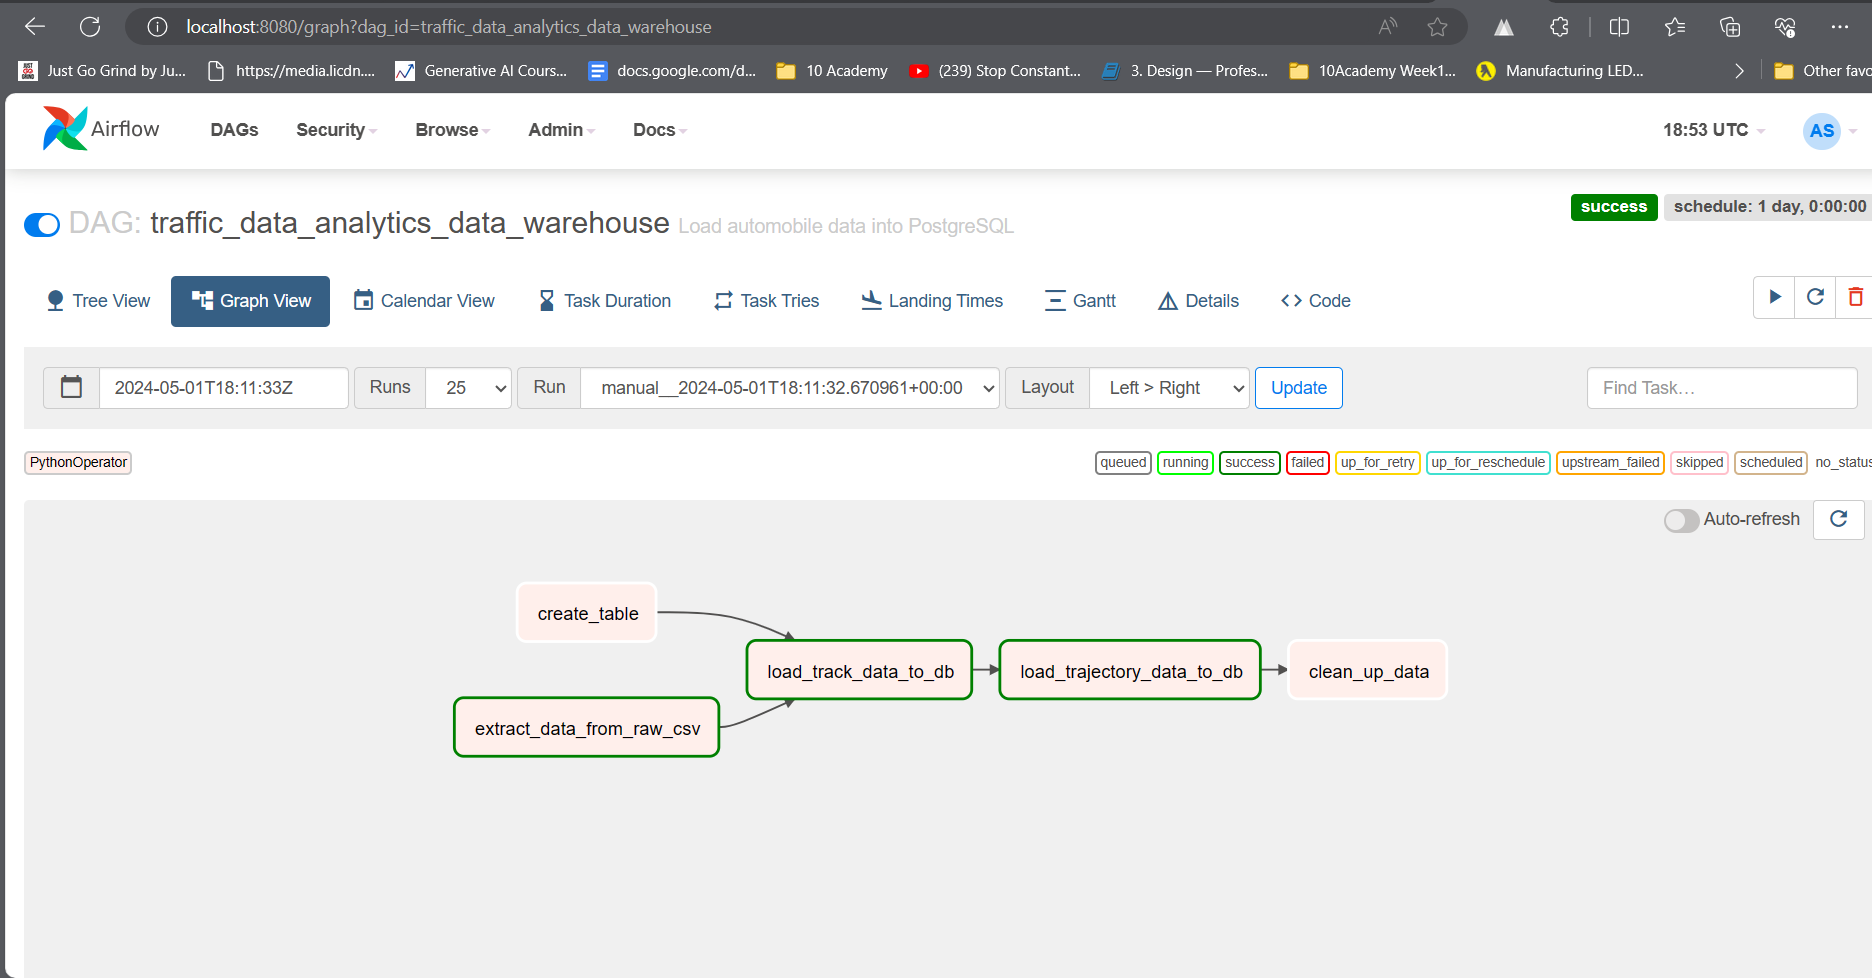 localhost:8080/graph?dag_id=traffic_data_analytics_data_warehouse
Just Go Grind by Ju... https://media.licdn.... Generative AI Cours... docs.google.com/d... 10 Academy (239) Stop Constant... 3. Design — Profes... 10Academy Week1... Manufacturing LED... Other favo
Airflow DAGs Security Browse Admin Docs 18:53 UTC AS
DAG: traffic_data_analytics_data_warehouse Load automobile data into PostgreSQL success schedule: 1 day, 0:00:00
Tree View Graph View Calendar View Task Duration Task Tries Landing Times Gantt Details Code
2024-05-01T18:11:33Z Runs 25 Run manual__2024-05-01T18:11:32.670961+00:00 Layout Left > Right Update Find Task…
PythonOperator queued running success failed up_for_retry up_for_reschedule upstream_failed skipped scheduled no_status
Auto-refresh
create_table
load_track_data_to_db load_trajectory_data_to_db clean_up_data
extract_data_from_raw_csv